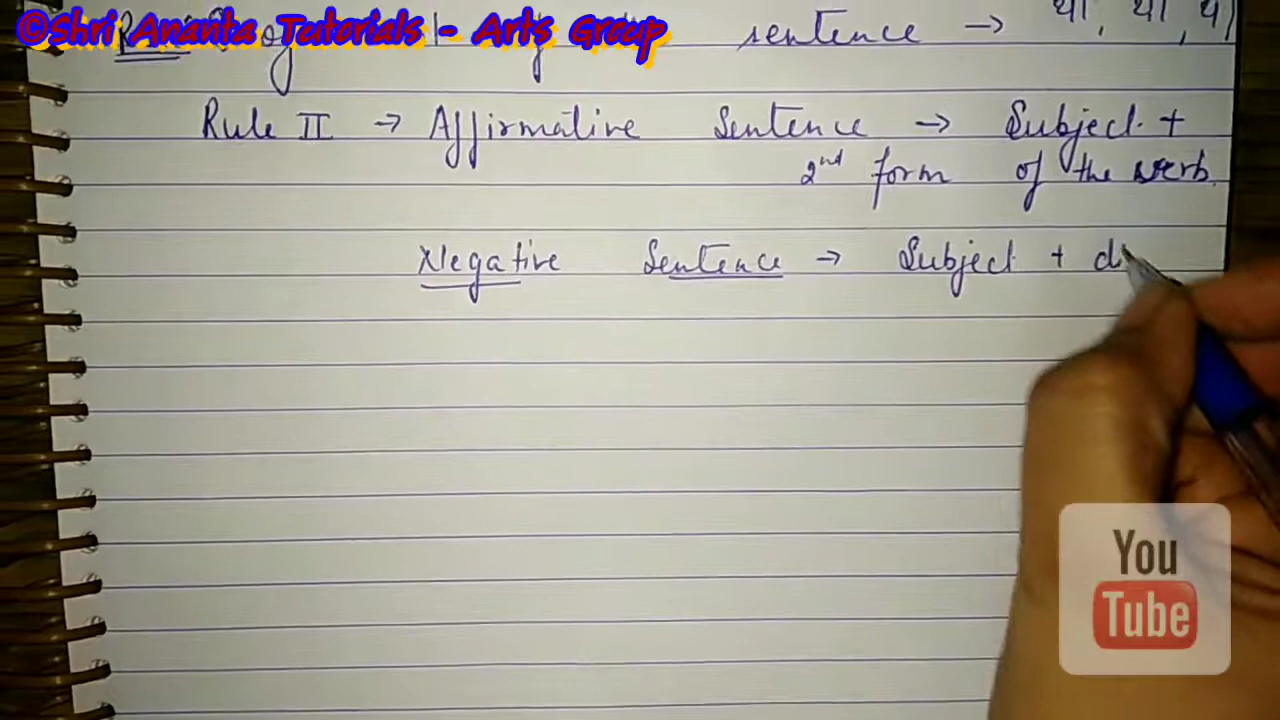 ©Shri Ananta Tutorials - Arts Group
sentence → था, थी, थे
Rule II → Affirmative Sentence → Subject +
2nd form of the verb.
Negative Sentence → Subject + di
You
Tube